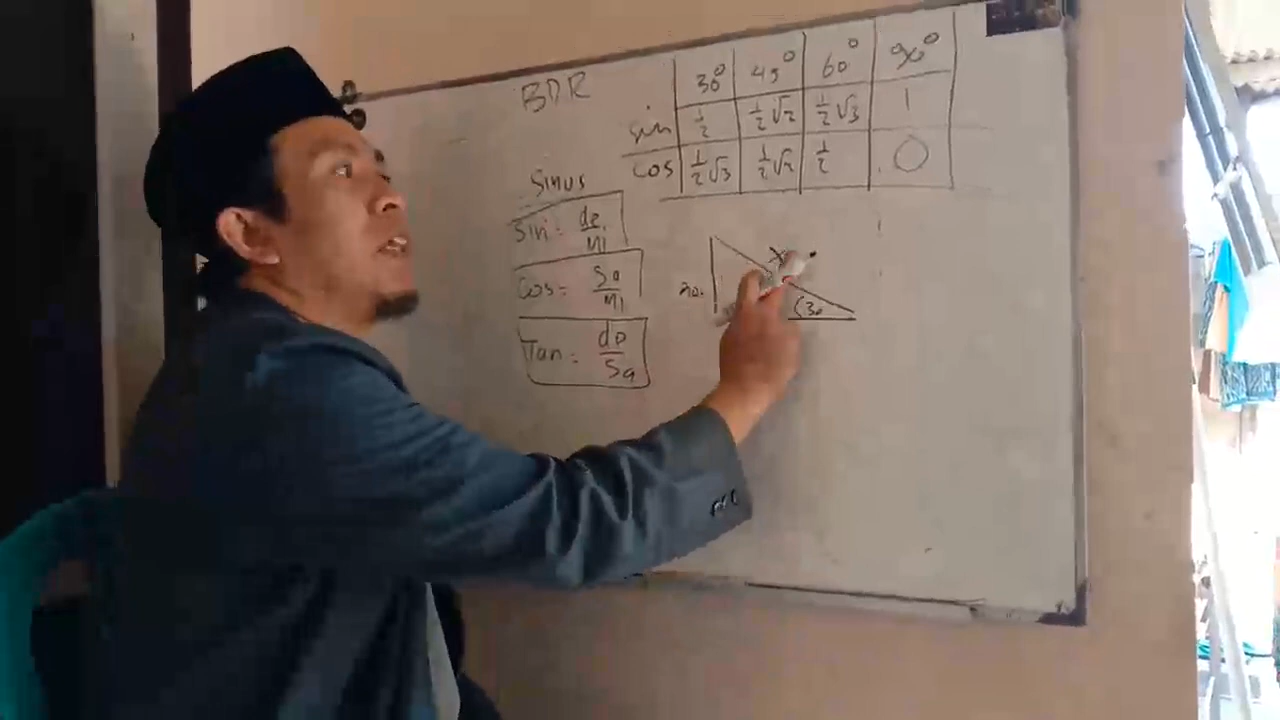 BDR
30° 45° 60° 90°
sin 1/2 1/2√2 1/2√3 1
cos 1/2√3 1/2√2 1/2 0
Sinus
Sin = de/mi
Cos = Sa/mi
Tan = de/Sa
x
20.
30